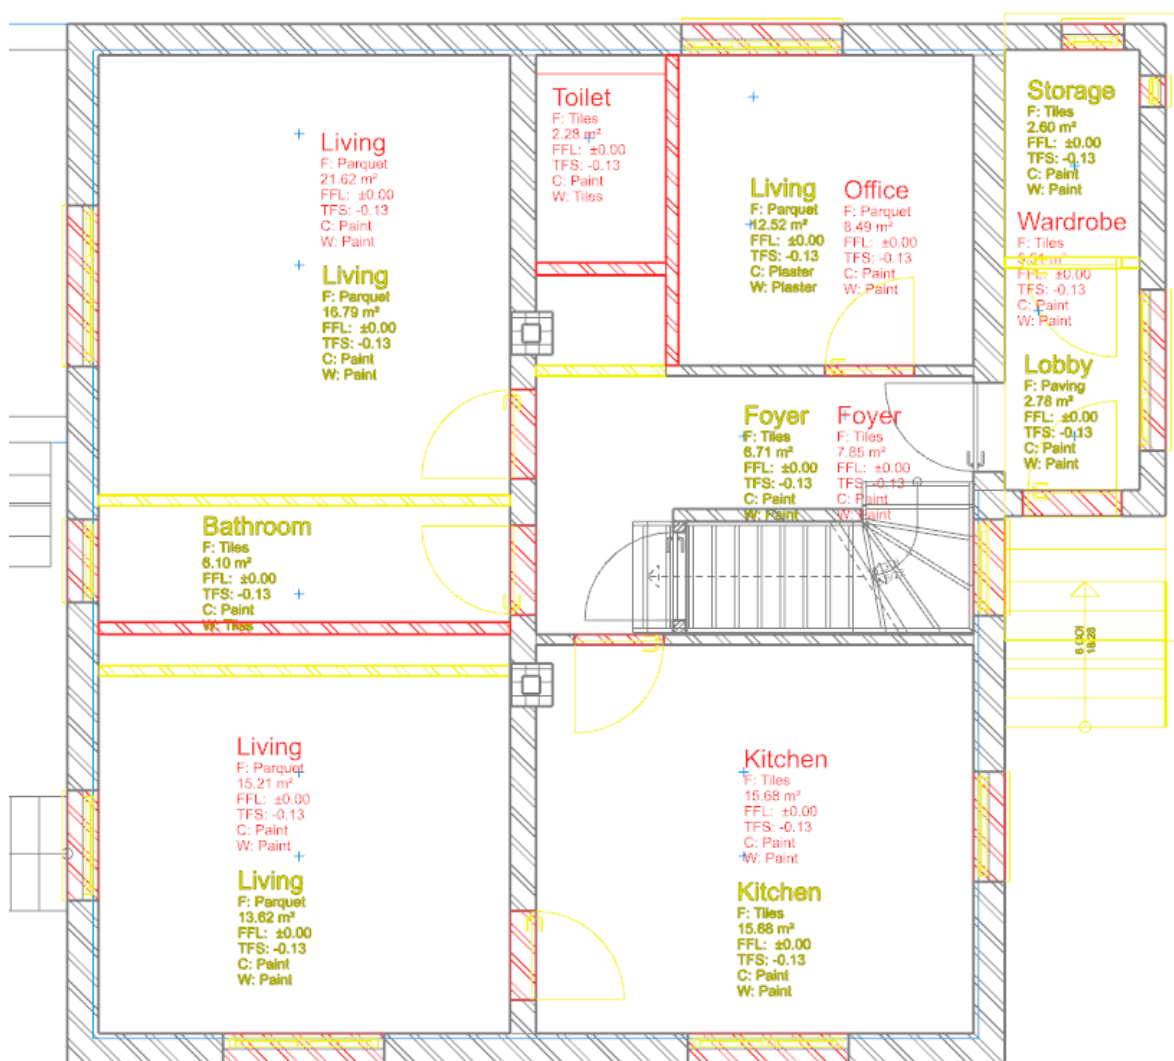 Toilet
F: Tiles
2.28 m²
FFL: ±0.00
TFS: -0.13
C: Paint
W: Tiles
Storage
F: Tiles
2.60 m²
FFL: ±0.00
TFS: -0.13
C: Paint
W: Paint
Living
F: Parquet
21.62 m²
FFL: ±0.00
TFS: -0.13
C: Paint
W: Paint
Living
F: Parquet
12.52 m²
FFL: ±0.00
TFS: -0.13
C: Plaster
W: Plaster
Office
F: Parquet
8.49 m²
FFL: ±0.00
TFS: -0.13
C: Paint
W: Paint
Wardrobe
F: Tiles
FFL: ±0.00
TFS: -0.13
C: Paint
W: Paint
Living
F: Parquet
16.79 m²
FFL: ±0.00
TFS: -0.13
C: Paint
W: Paint
Lobby
F: Paving
2.78 m²
FFL: ±0.00
TFS: -0.13
C: Paint
W: Paint
Foyer
F: Tiles
6.71 m²
FFL: ±0.00
TFS: -0.13
C: Paint
W: Paint
Foyer
F: Tiles
7.85 m²
FFL: ±0.00
TFS: -0.13
C: Paint
W: Paint
Bathroom
F: Tiles
6.10 m²
FFL: ±0.00
TFS: -0.13
C: Paint
W: Tiles
Living
F: Parquet
15.21 m²
FFL: ±0.00
TFS: -0.13
C: Paint
W: Paint
Kitchen
F: Tiles
15.68 m²
FFL: ±0.00
TFS: -0.13
C: Paint
W: Paint
Living
F: Parquet
13.62 m²
FFL: ±0.00
TFS: -0.13
C: Paint
W: Paint
Kitchen
F: Tiles
15.68 m²
FFL: ±0.00
TFS: -0.13
C: Paint
W: Paint